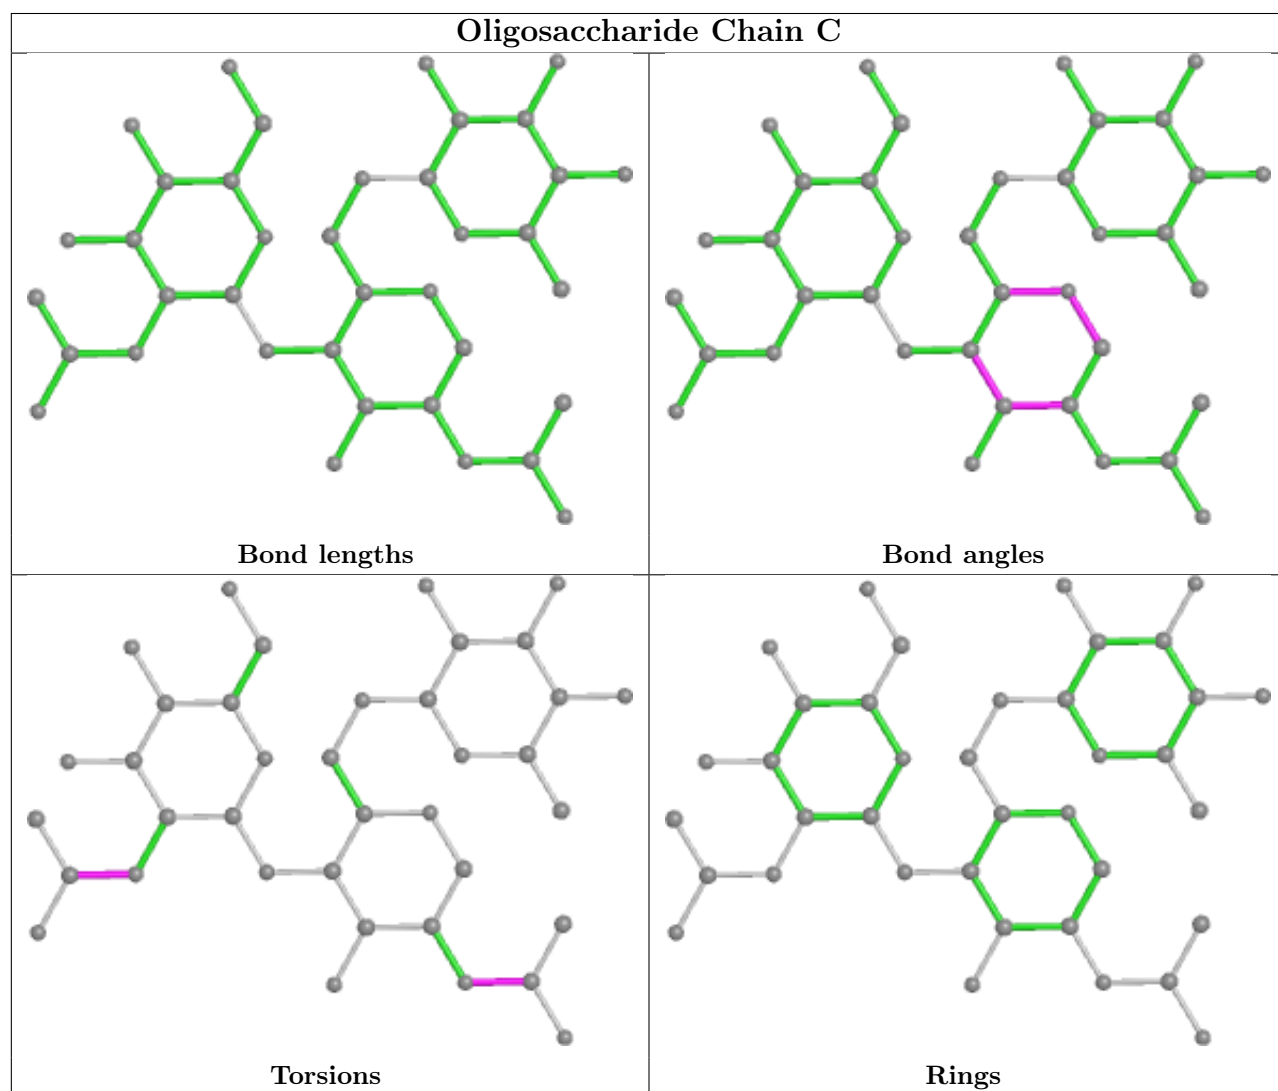 Oligosaccharide Chain C
Bond lengths
Bond angles
Torsions
Rings